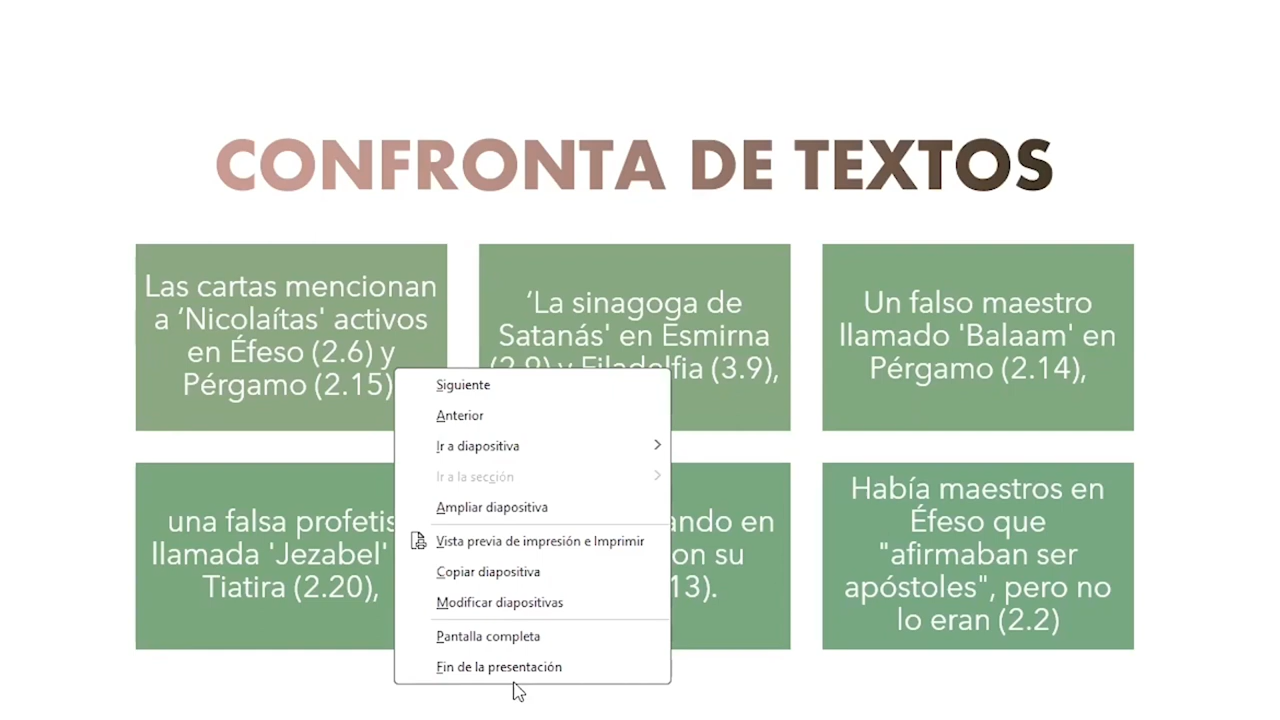 CONFRONTA DE TEXTOS
Las cartas mencionan
a ‘Nicolaítas' activos
en Éfeso (2.6) y
Pérgamo (2.15)
‘La sinagoga de
Satanás' en Esmirna
(2.9) y Filadelfia (3.9),
Un falso maestro
llamado 'Balaam' en
Pérgamo (2.14),
una falsa profetis
llamada 'Jezabel'
Tiatira (2.20),
ando en
on su
13).
Había maestros en
Éfeso que
"afirmaban ser
apóstoles", pero no
lo eran (2.2)
Siguiente
Anterior
Ir a diapositiva
Ir a la sección
Ampliar diapositiva
Vista previa de impresión e Imprimir
Copiar diapositiva
Modificar diapositivas
Pantalla completa
Fin de la presentación